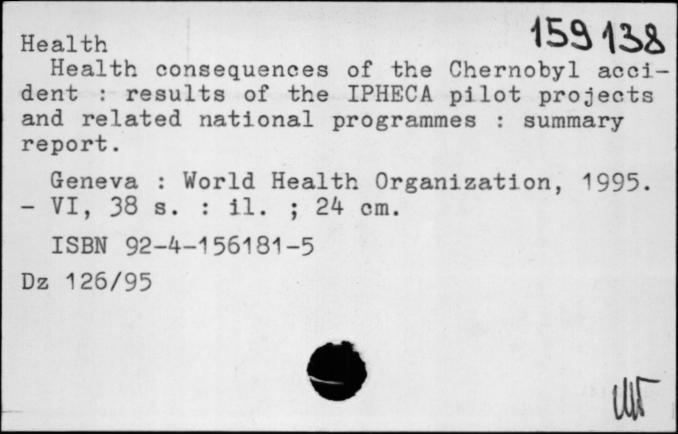 159 138
Health
Health consequences of the Chernobyl acci-
dent : results of the IPHECA pilot projects
and related national programmes : summary
report.
Geneva : World Health Organization, 1995.
- VI, 38 s. : il. ; 24 cm.
ISBN 92-4-156181-5
Dz 126/95